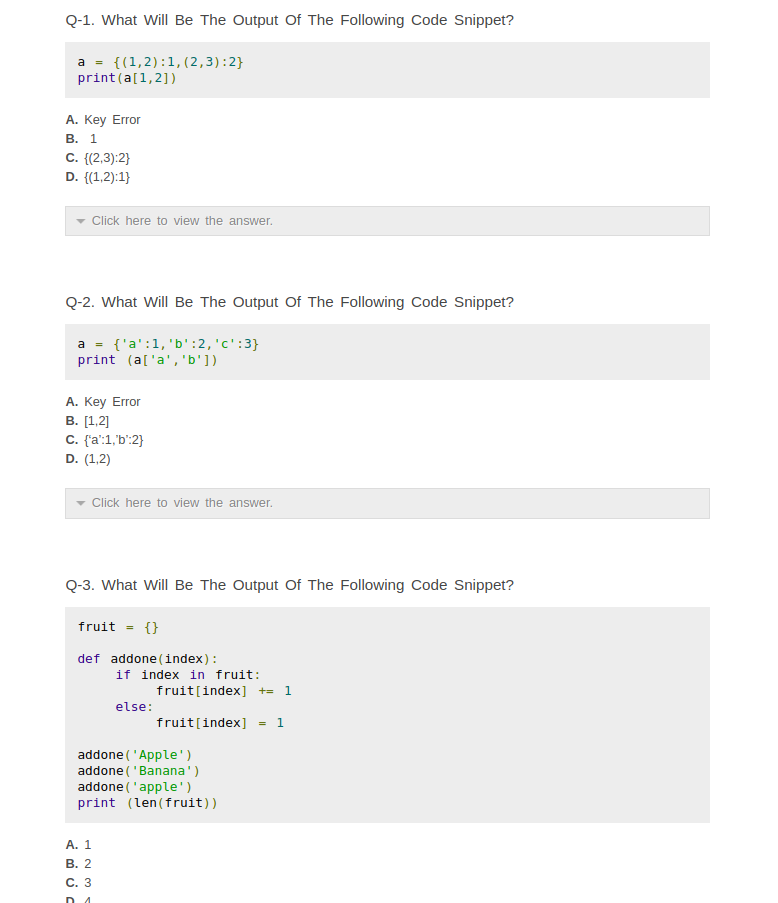 Q-1. What Will Be The Output Of The Following Code Snippet?
a = {(1,2):1,(2,3):2}
print(a[1,2])
A. Key Error
B. 1
C. {(2,3):2}
D. {(1,2):1}
Click here to view the answer.
Q-2. What Will Be The Output Of The Following Code Snippet?
a = {'a':1,'b':2,'c':3}
print (a['a','b'])
A. Key Error
B. [1,2]
C. {‘a’:1,’b’:2}
D. (1,2)
Click here to view the answer.
Q-3. What Will Be The Output Of The Following Code Snippet?
fruit = {}
def addone(index):
if index in fruit:
fruit[index] += 1
else:
fruit[index] = 1
addone('Apple')
addone('Banana')
addone('apple')
print (len(fruit))
A. 1
B. 2
C. 3
D. 4